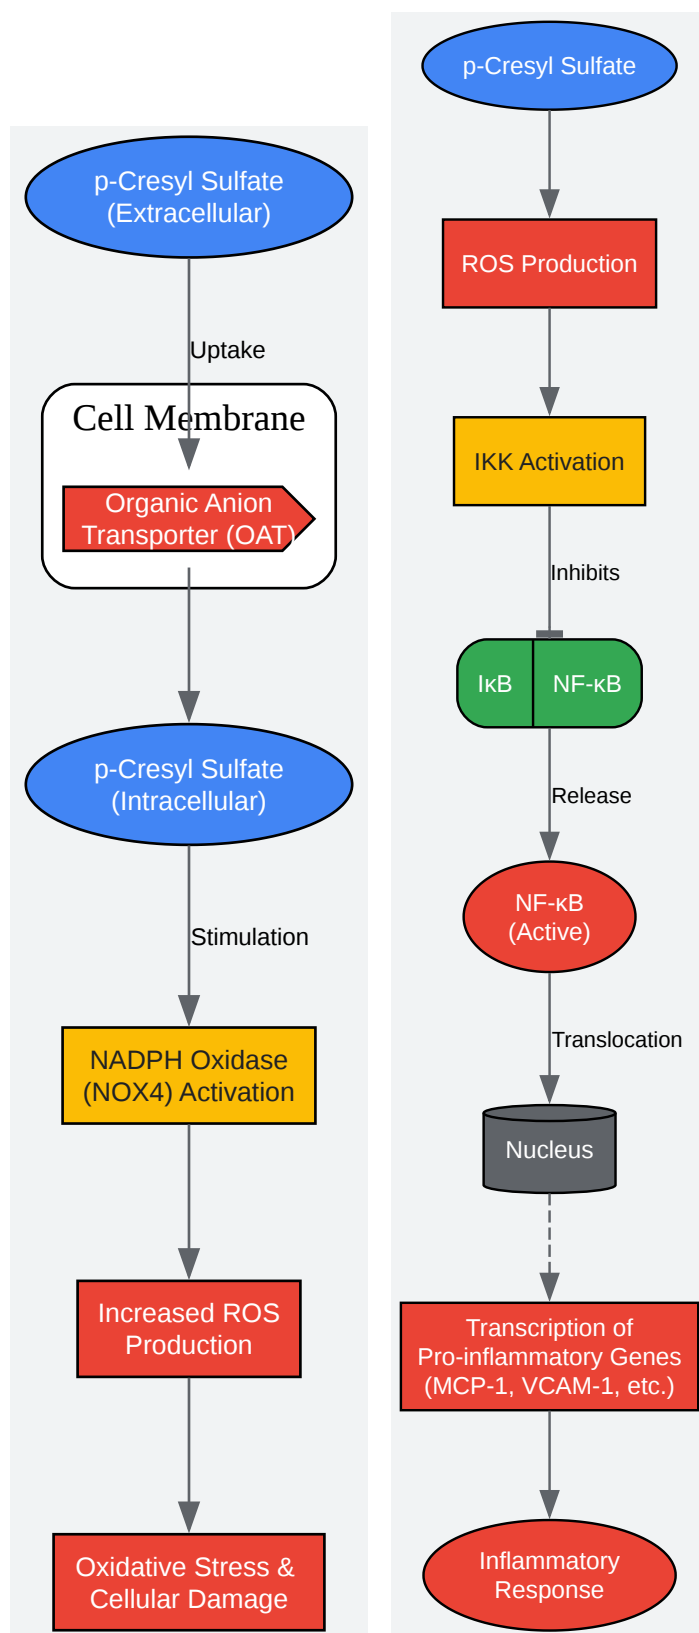 p-Cresyl Sulfate
(Extracellular)
Uptake
Cell Membrane
Organic Anion
Transporter (OAT)
p-Cresyl Sulfate
(Intracellular)
Stimulation
NADPH Oxidase
(NOX4) Activation
Increased ROS
Production
Oxidative Stress &
Cellular Damage
p-Cresyl Sulfate
ROS Production
IKK Activation
Inhibits
IκB
NF-κB
Release
NF-κB
(Active)
Translocation
Nucleus
Transcription of
Pro-inflammatory Genes
(MCP-1, VCAM-1, etc.)
Inflammatory
Response